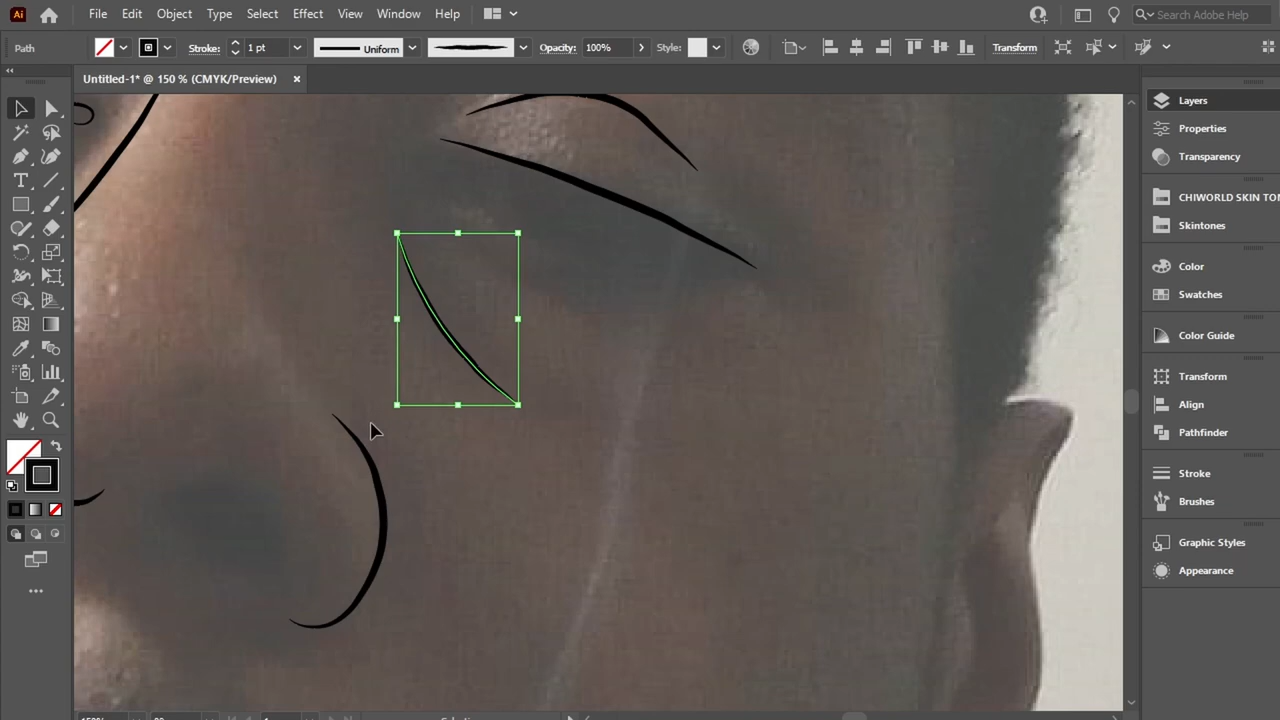 Ai File Edit Object Type Select Effect View Window Help Search Adobe Help
Path Stroke: 1 pt Uniform Opacity: 100% Style: Transform
Untitled-1* @ 150 % (CMYK/Preview) ×
Layers
Properties
Transparency
CHIWORLD SKIN TON
Skintones
Color
Swatches
Color Guide
Transform
Align
Pathfinder
Stroke
Brushes
Graphic Styles
Appearance